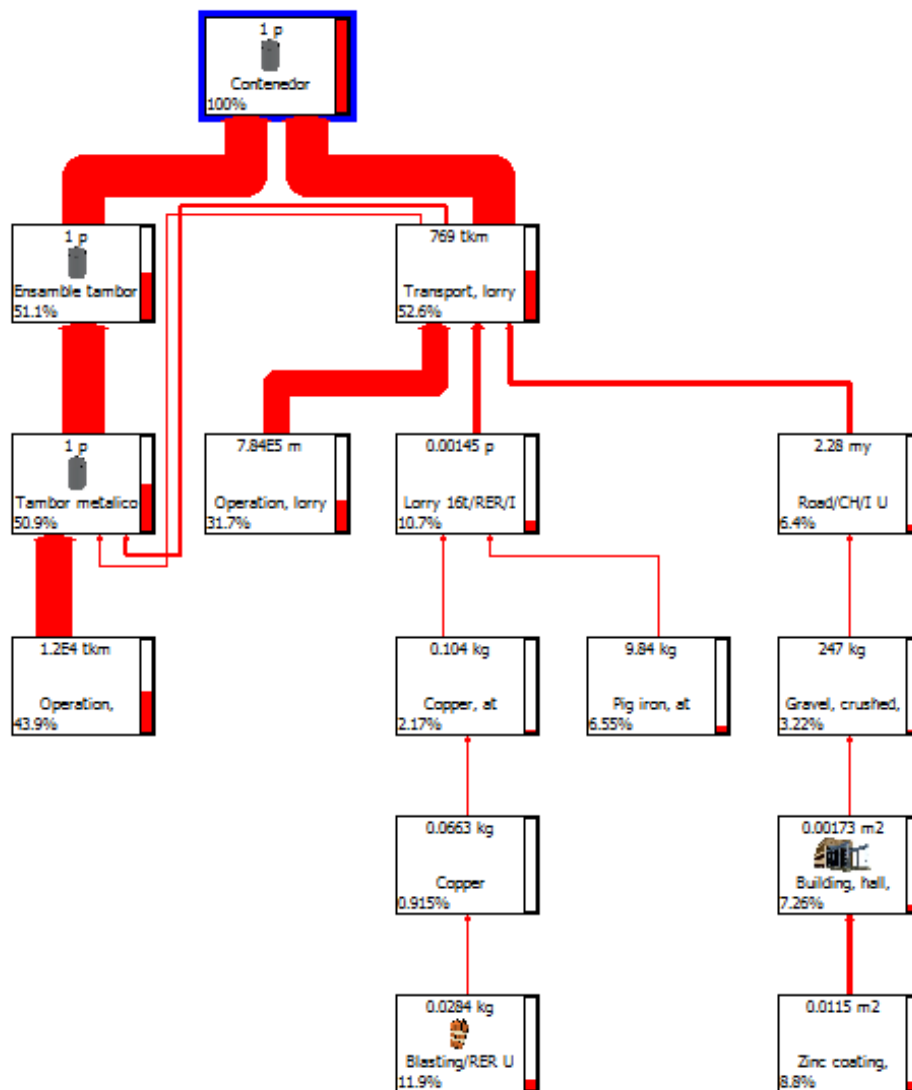 1 p
Contenedor
100%
1 p
Ensamble tambor
51.1%
769 tkm
Transport, lorry
52.6%
1 p
Tambor metalico
50.9%
7.84E5 m
Operation, lorry
31.7%
0.00145 p
Lorry 16t/RER/I
10.7%
2.28 my
Road/CH/I U
6.4%
1.2E4 tkm
Operation,
43.9%
0.104 kg
Copper, at
2.17%
9.84 kg
Pig iron, at
6.55%
247 kg
Gravel, crushed,
3.22%
0.0663 kg
Copper
0.915%
0.00173 m2
Building, hall,
7.26%
0.0284 kg
Blasting/RER U
11.9%
0.0115 m2
Zinc coating,
8.8%